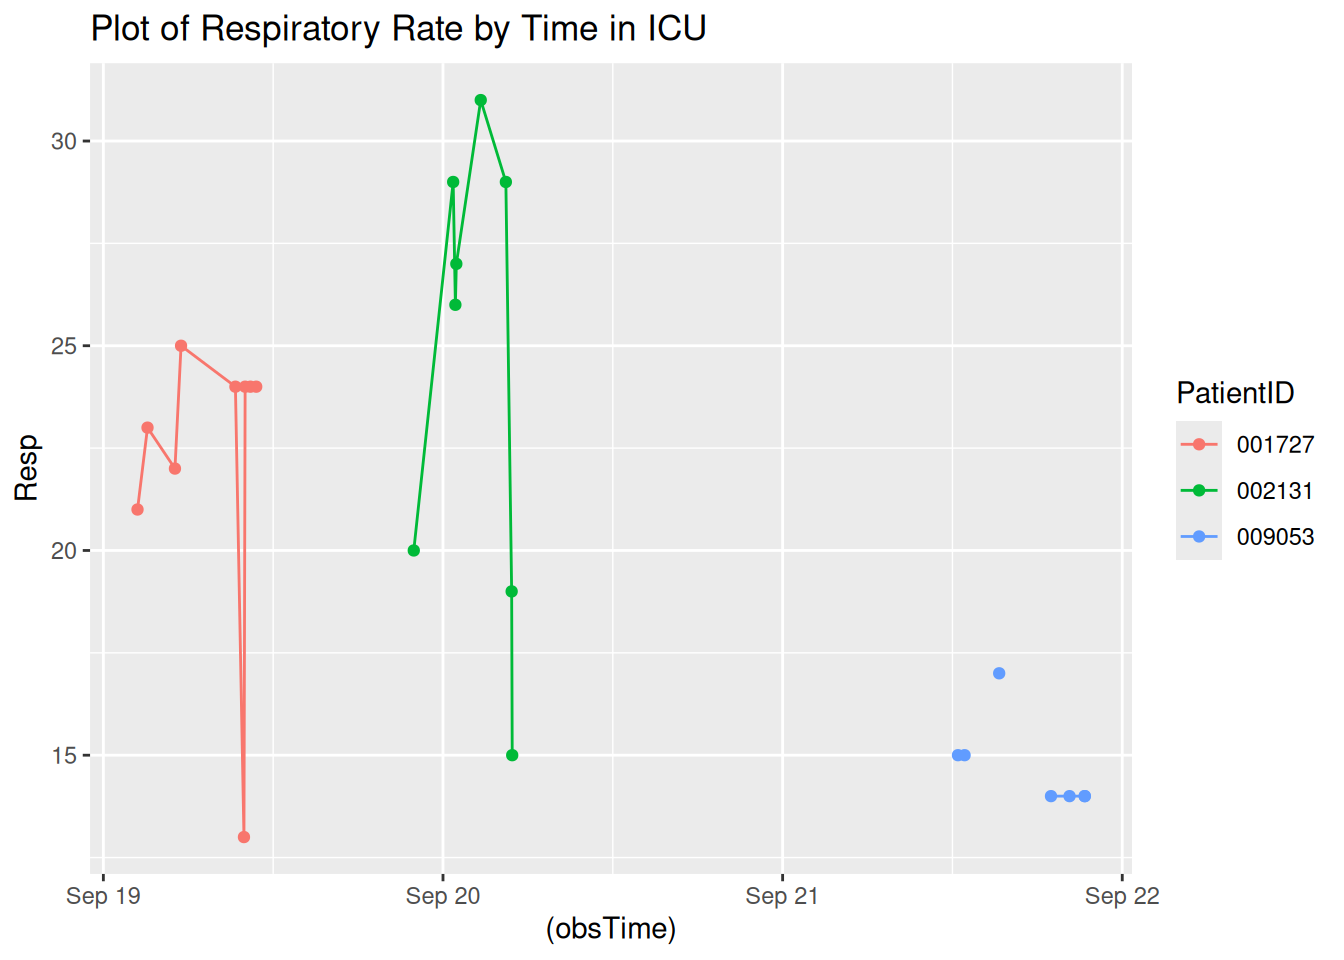 Plot of Respiratory Rate by Time in ICU
30
25
20
15
Resp
Sep 19
Sep 20
Sep 21
Sep 22
(obsTime)
PatientID
001727
002131
009053